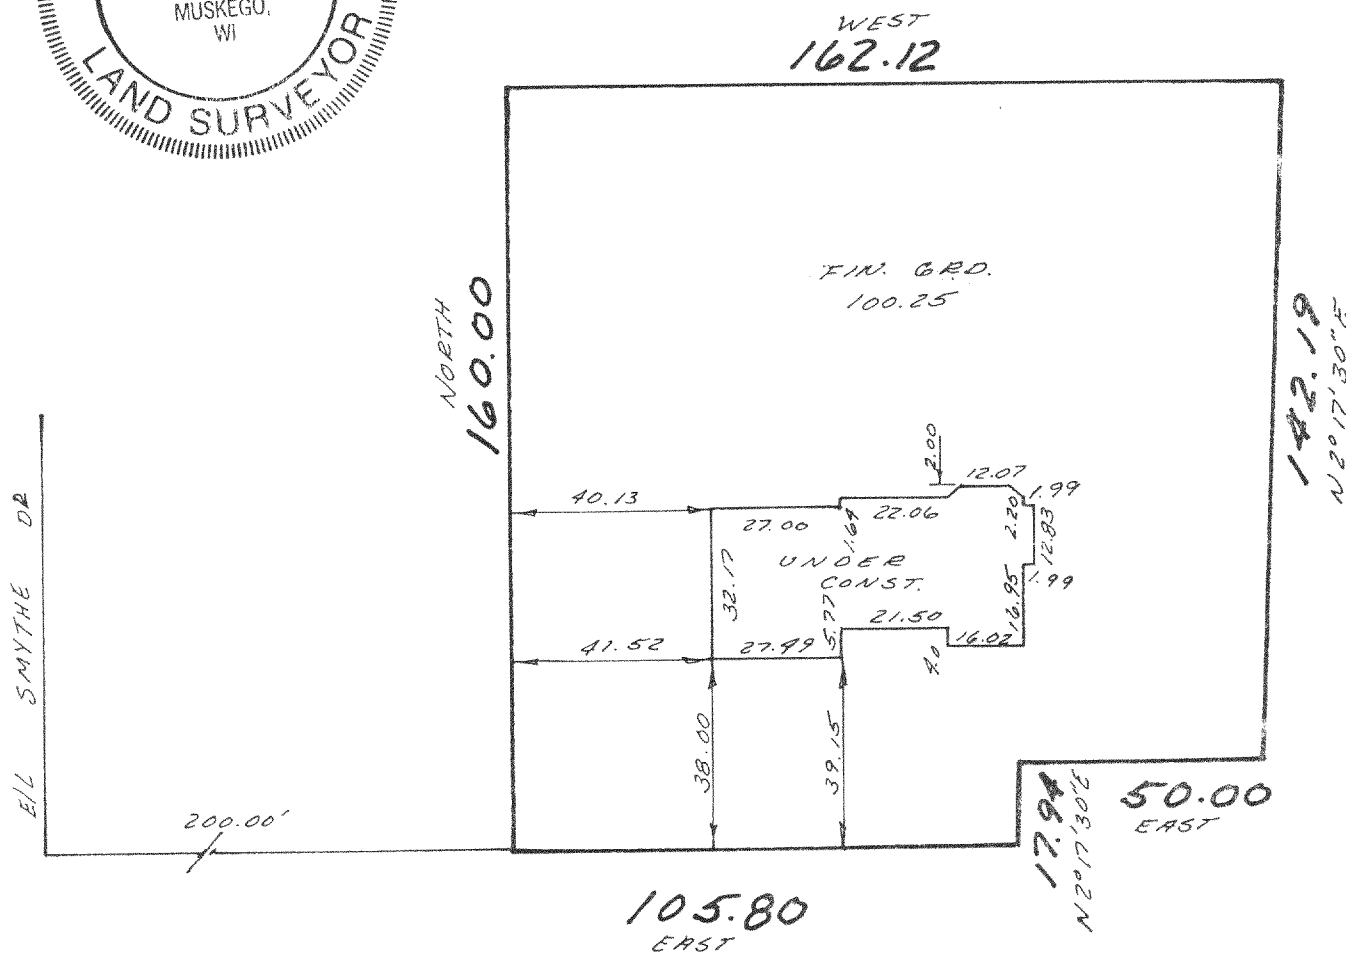 MUSKEGO,
WI
LAND SURVEYOR
WEST
162.12
NORTH
160.00
FIN. GRD.
100.25
142.19
N 2° 17' 30" E
E/L SMYTHE DR
200.00'
40.13
27.00
1.64
22.06
2.00
12.07
1.99
2.20
12.83
1.99
16.95
UNDER
CONST.
32.17
5.77
21.50
16.02
4.0
41.52
27.49
38.00
39.15
17.94
N 2° 17' 30" E
50.00
EAST
105.80
EAST